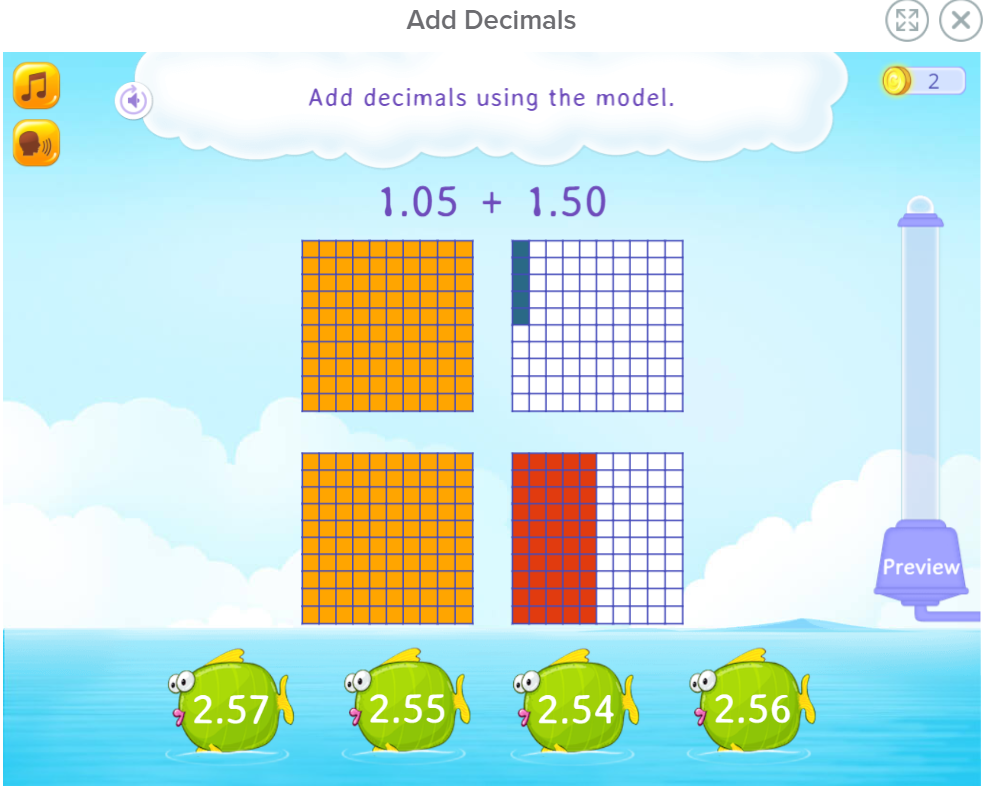 Add Decimals
2
Add decimals using the model.
1.05 + 1.50
Preview
2.57 2.55 2.54 2.56